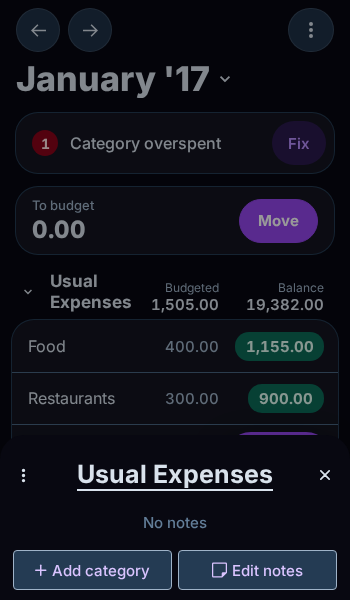 January '17
1 Category overspent Fix
To budget
0.00 Move
Usual Expenses Budgeted Balance
1,505.00 19,382.00
Food 400.00 1,155.00
Restaurants 300.00 900.00
Usual Expenses
No notes
+ Add category Edit notes